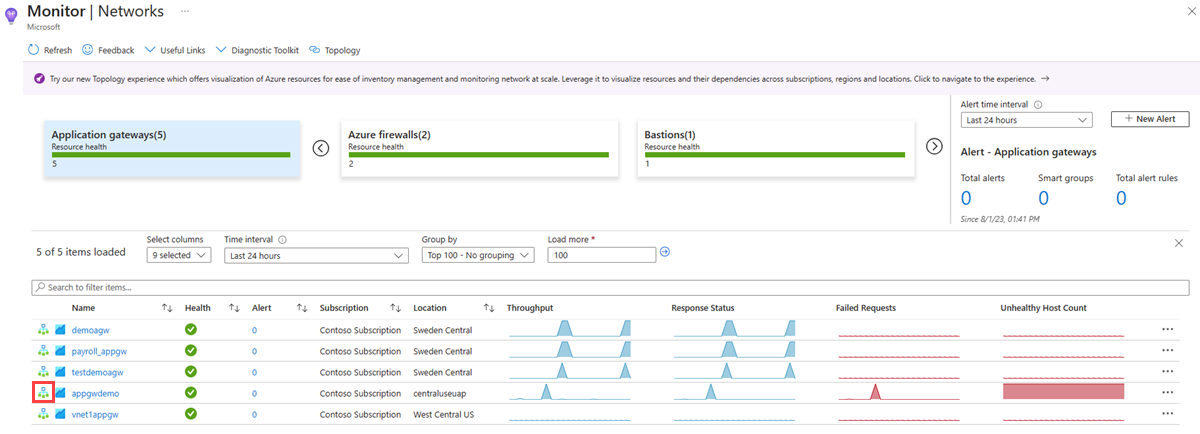 Monitor | Networks ...
Microsoft
Refresh Feedback Useful Links Diagnostic Toolkit Topology
Try our new Topology experience which offers visualization of Azure resources for ease of inventory management and monitoring network at scale. Leverage it to visualize resources and their dependencies across subscriptions, regions and locations. Click to navigate to the experience. →
Application gateways(5)
Resource health
5
Azure firewalls(2)
Resource health
2
Bastions(1)
Resource health
1
Alert time interval
Last 24 hours
+ New Alert
Alert - Application gateways
Total alerts Smart groups Total alert rules
0 0 0
Since 8/1/23, 01:41 PM
5 of 5 items loaded
Select columns
9 selected
Time interval
Last 24 hours
Group by
Top 100 - No grouping
Load more *
100
Search to filter items...
Name Health Alert Subscription Location Throughput Response Status Failed Requests Unhealthy Host Count
demoagw 0 Contoso Subscription Sweden Central ...
payroll_appgw 0 Contoso Subscription Sweden Central ...
testdemoagw 0 Contoso Subscription Sweden Central ...
appgwdemo 0 Contoso Subscription centraluseuap ...
vnet1appgw 0 Contoso Subscription West Central US ...